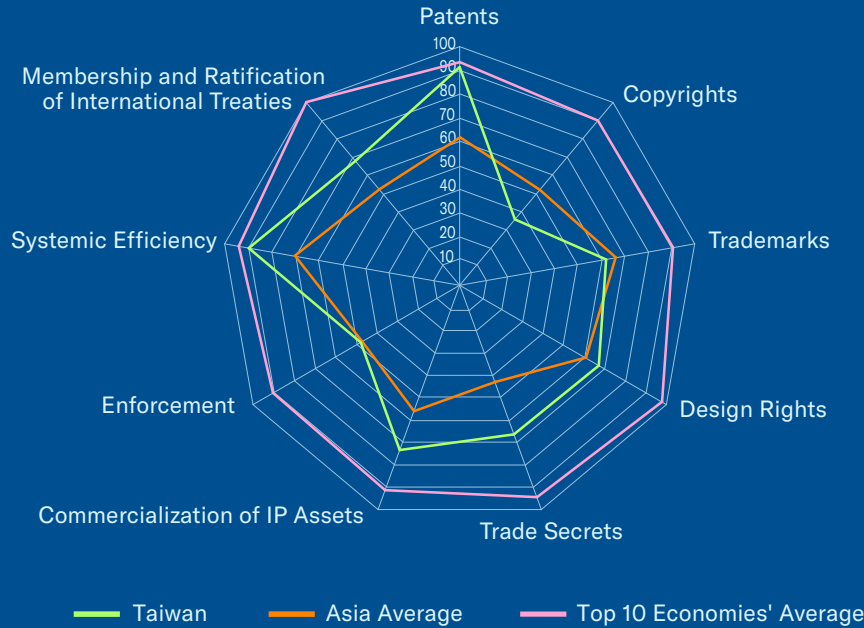 Patents
100
90
80
70
60
50
40
30
20
10
Membership and Ratification
of International Treaties
Copyrights
Systemic Efficiency
Trademarks
Enforcement
Design Rights
Commercialization of IP Assets
Trade Secrets
Taiwan
Asia Average
Top 10 Economies' Average